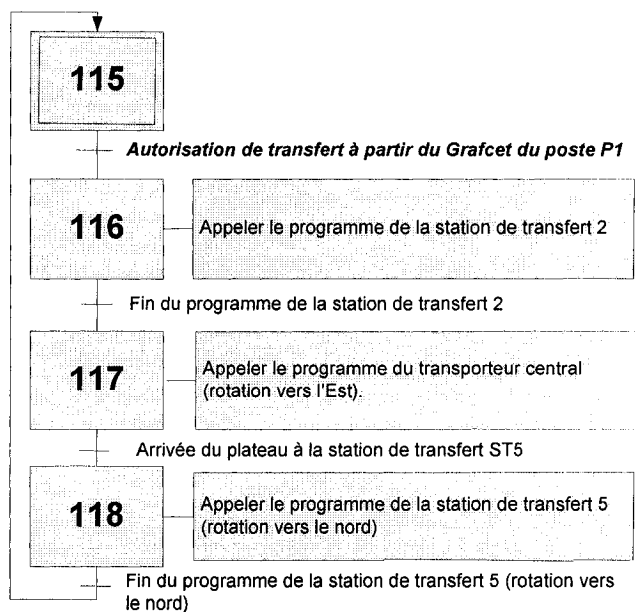 115
Autorisation de transfert à partir du Grafcet du poste P1
116
Appeler le programme de la station de transfert 2
Fin du programme de la station de transfert 2
117
Appeler le programme du transporteur central
(rotation vers l'Est).
Arrivée du plateau à la station de transfert ST5
118
Appeler le programme de la station de transfert 5
(rotation vers le nord)
Fin du programme de la station de transfert 5 (rotation vers
le nord)